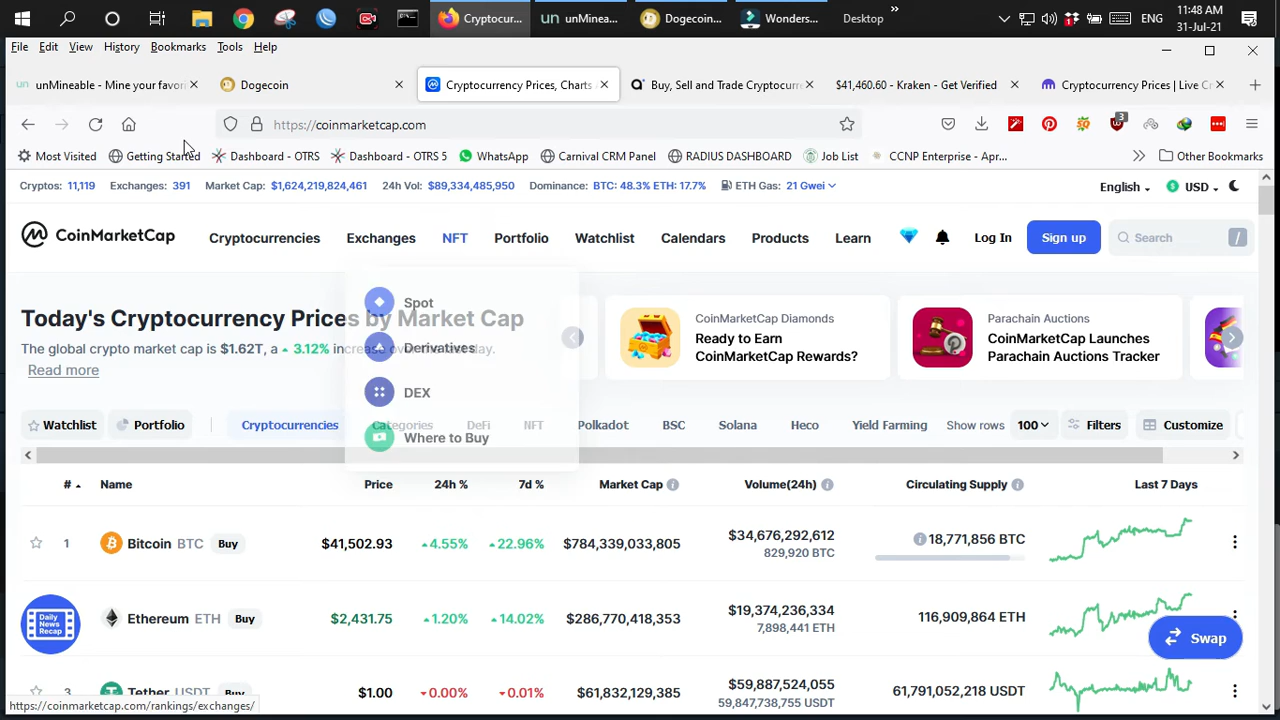 Cryptocur...
unMinea...
Dogecoin...
Wonders...
Desktop
ENG
11:48 AM
31-Jul-21
File Edit View History Bookmarks Tools Help
unMineable - Mine your favor
Dogecoin
Cryptocurrency Prices, Charts
Buy, Sell and Trade Cryptocurre
$41,460.60 - Kraken - Get Verified
Cryptocurrency Prices | Live C
https://coinmarketcap.com
3
Most Visited
Getting Started
Dashboard - OTRS
Dashboard - OTRS 5
WhatsApp
Carnival CRM Panel
RADIUS DASHBOARD
Job List
CCNP Enterprise - Apr...
Other Bookmarks
Cryptos: 11,119 Exchanges: 391 Market Cap: $1,624,219,824,461 24h Vol: $89,334,485,950 Dominance: BTC: 48.3% ETH: 17.7% ETH Gas: 21 Gwei
English
USD
CoinMarketCap
Cryptocurrencies Exchanges NFT Portfolio Watchlist Calendars Products Learn
Log In
Sign up
Search
/
Spot
Derivatives
DEX
Where to Buy
Today's Cryptocurrency Prices by Market Cap
The global crypto market cap is $1.62T, a 3.12% increase over the last day.
Read more
CoinMarketCap Diamonds
Ready to Earn
CoinMarketCap Rewards?
Parachain Auctions
CoinMarketCap Launches
Parachain Auctions Tracker
Watchlist Portfolio Cryptocurrencies Categories DeFi NFT Polkadot BSC Solana Heco Yield Farming Show rows 100 Filters Customize
# Name Price 24h % 7d % Market Cap Volume(24h) Circulating Supply Last 7 Days
1 Bitcoin BTC Buy $41,502.93 4.55% 22.96% $784,339,033,805 $34,676,292,612 18,771,856 BTC
829,920 BTC
2 Ethereum ETH Buy $2,431.75 1.20% 14.02% $286,770,418,353 $19,374,236,334 116,909,864 ETH
7,898,441 ETH
Daily
News
Recap
Swap
3 Tether USDT Buy $1.00 0.00% 0.01% $61,832,129,385 $59,887,524,055 61,791,052,218 USDT
59,847,738,755 USDT
https://coinmarketcap.com/rankings/exchanges/